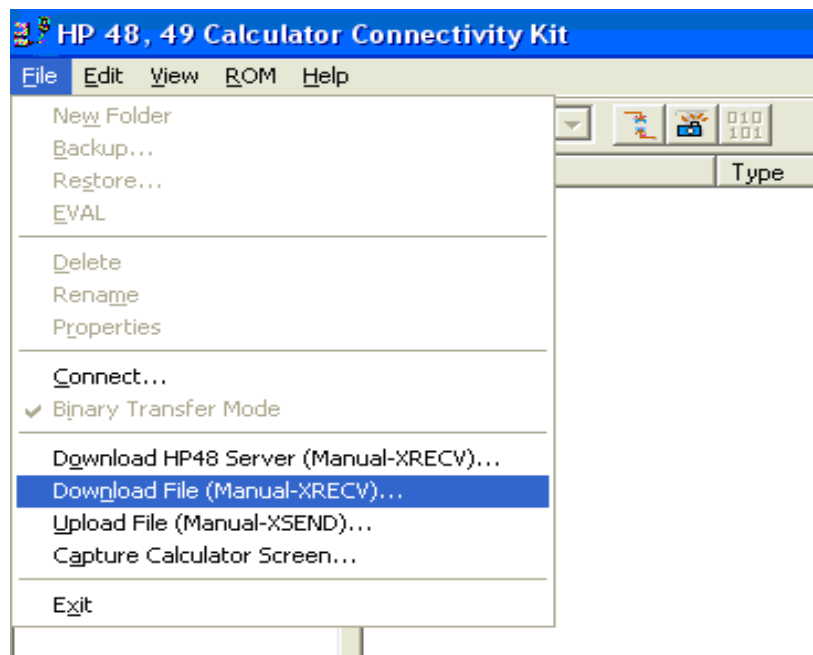 HP 48, 49 Calculator Connectivity Kit
File Edit View ROM Help
New Folder
Backup...
Restore...
EVAL
Delete
Rename
Properties
Connect...
Binary Transfer Mode
Download HP48 Server (Manual-XRECV)...
Download File (Manual-XRECV)...
Upload File (Manual-XSEND)...
Capture Calculator Screen...
Exit
010
101
Type